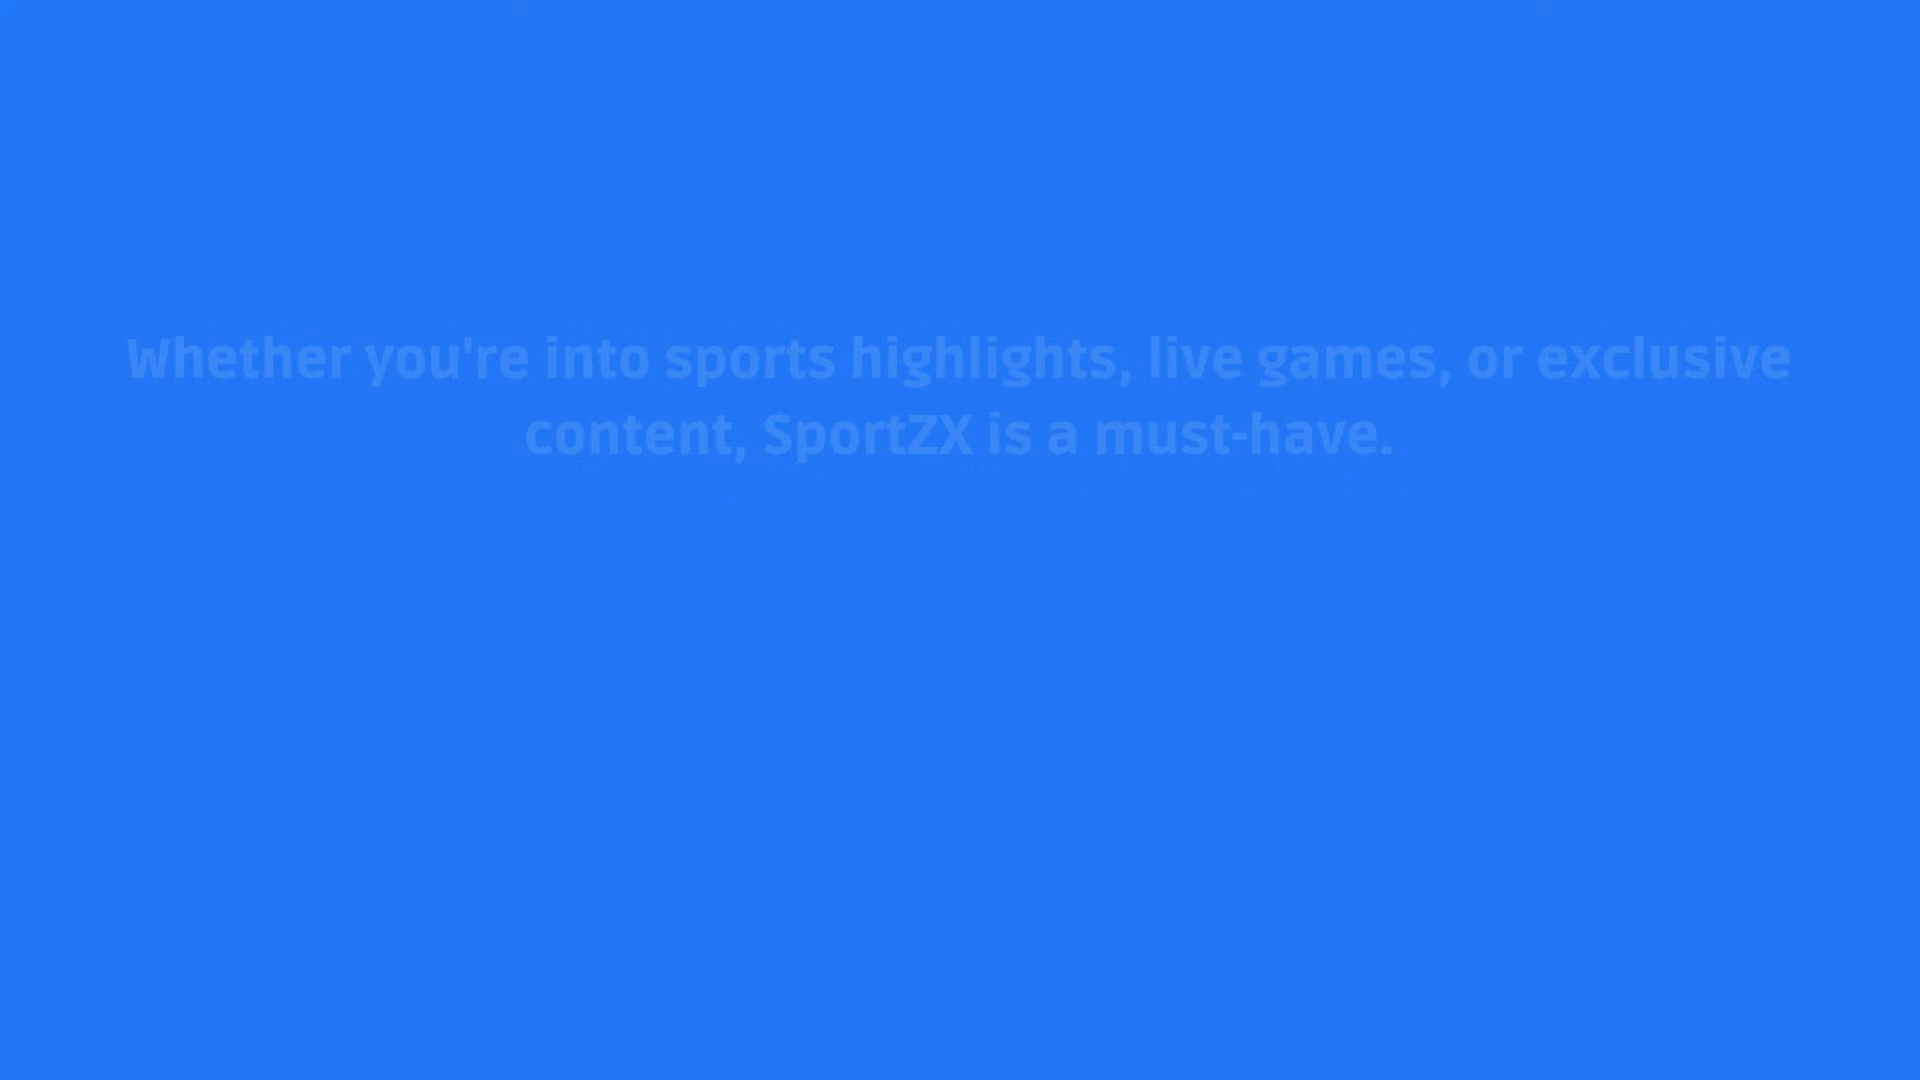 Whether you're into sports highlights, live games, or exclusive
content, SportZX is a must-have.